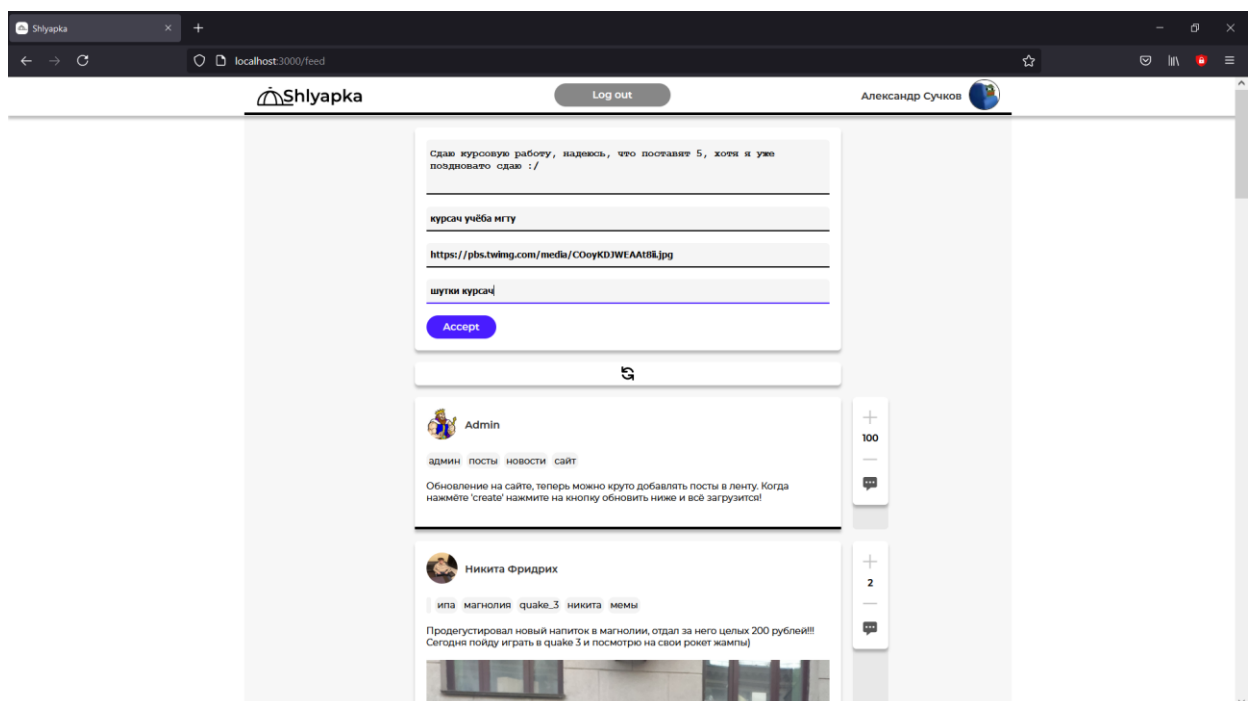 Shlyapka
localhost:3000/feed
Shlyapka
Log out
Александр Сучков
Сдаю курсовую работу, надеюсь, что поставят 5, хотя я уже
поздновато сдаю :/
курсач учёба мгту
https://pbs.twimg.com/media/COoyKDJWEAAt8ii.jpg
шутки курсач
Accept
Admin
100
админ посты новости сайт
Обновление на сайте, теперь можно круто добавлять посты в ленту. Когда
нажмёте 'create' нажмите на кнопку обновить ниже и всё загрузится!
Никита Фридрих
2
ипа магнолия quake_3 никита мемы
Продегустировал новый напиток в магнолии, отдал за него целых 200 рублей!!!
Сегодня пойду играть в quake 3 и посмотрю на свои рокет жампы)